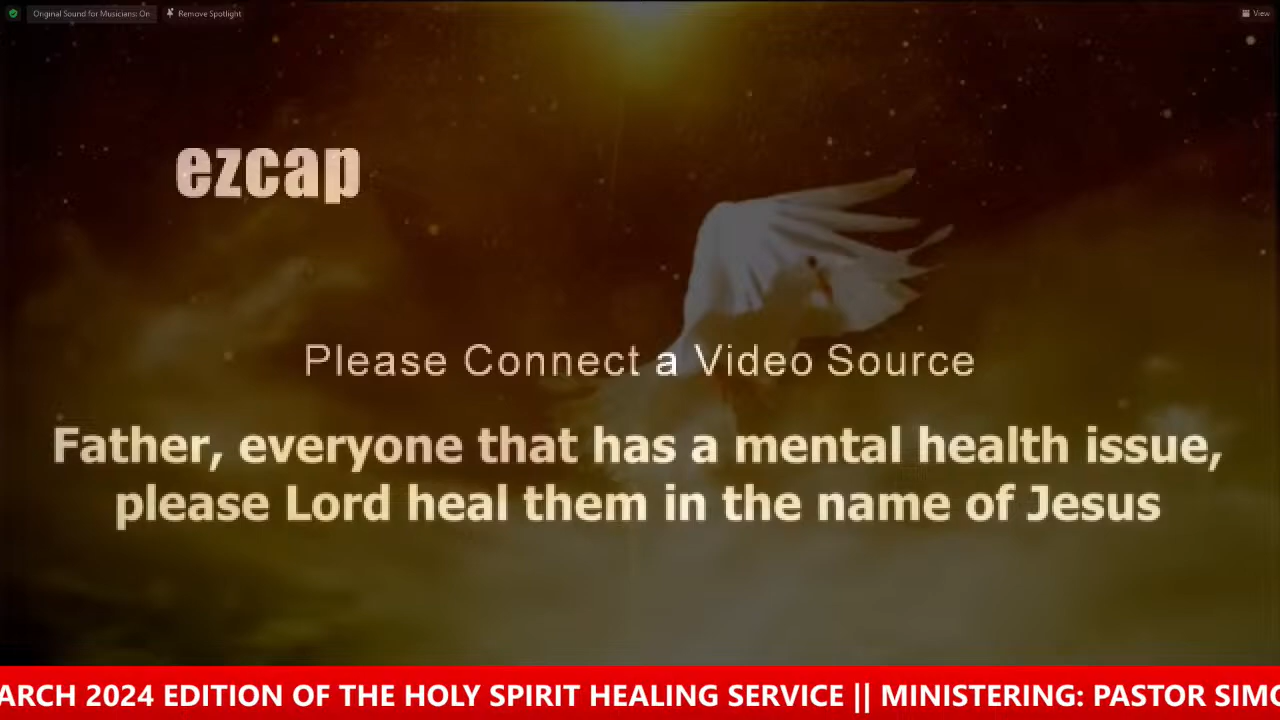 Original Sound for Musicians: On
Remove Spotlight
View
ezcap
Please Connect a Video Source
Father, everyone that has a mental health issue,
please Lord heal them in the name of Jesus
ARCH 2024 EDITION OF THE HOLY SPIRIT HEALING SERVICE || MINISTERING: PASTOR SIMO